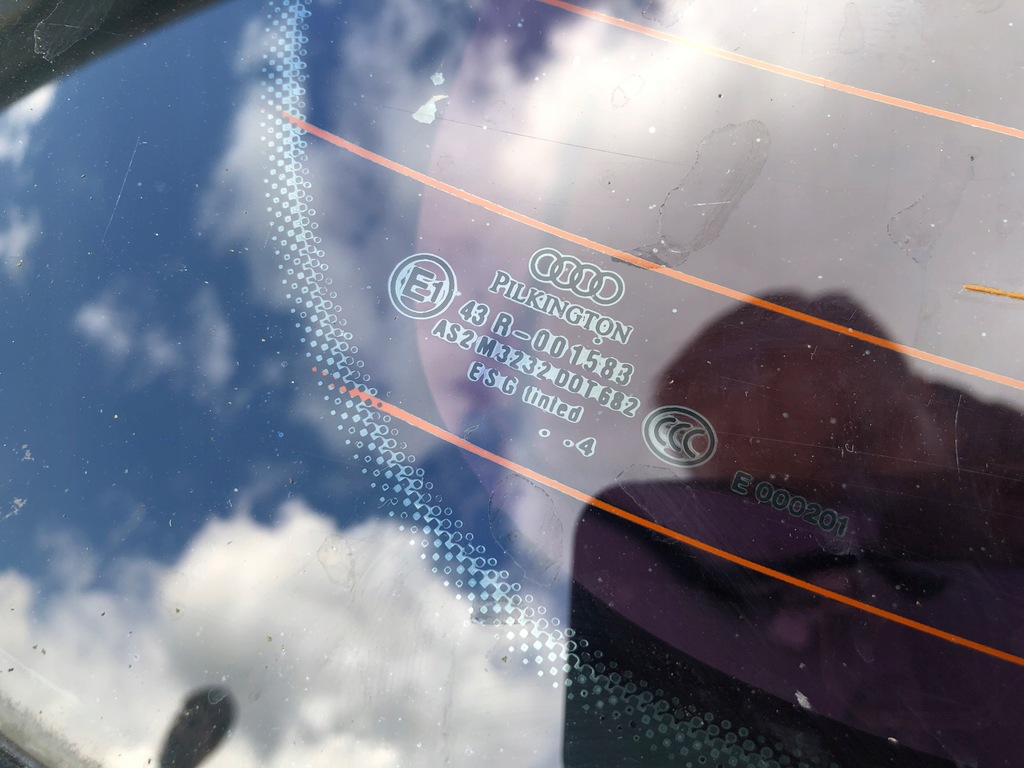 E1
PILKINGTON
43 R-001583
AS2 M3232 DOT682
ESG tinted
. ..4
CCC
E 000201